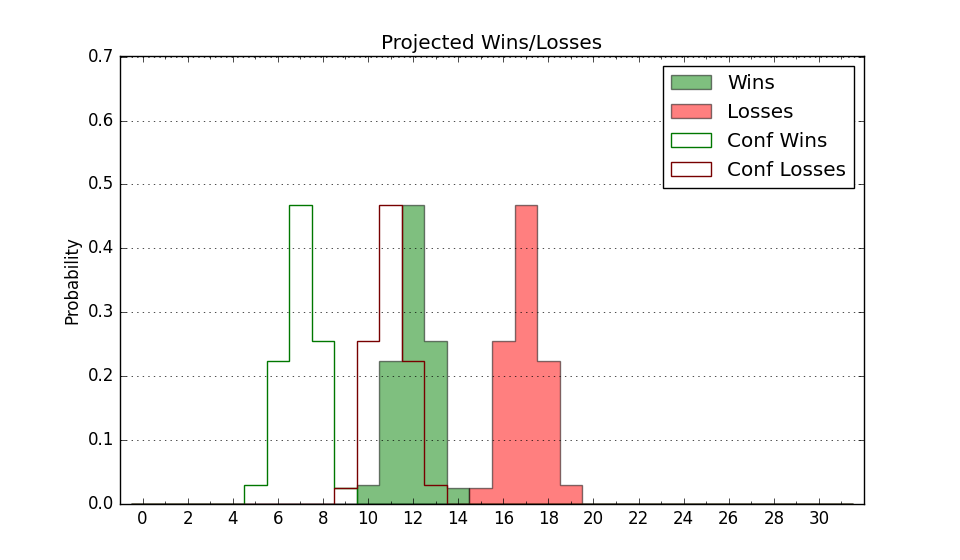 Projected Wins/Losses
Wins
Losses
Conf Wins
Conf Losses
Probability
0.7
0.6
0.5
0.4
0.3
0.2
0.1
0.0
0 2 4 6 8 10 12 14 16 18 20 22 24 26 28 30